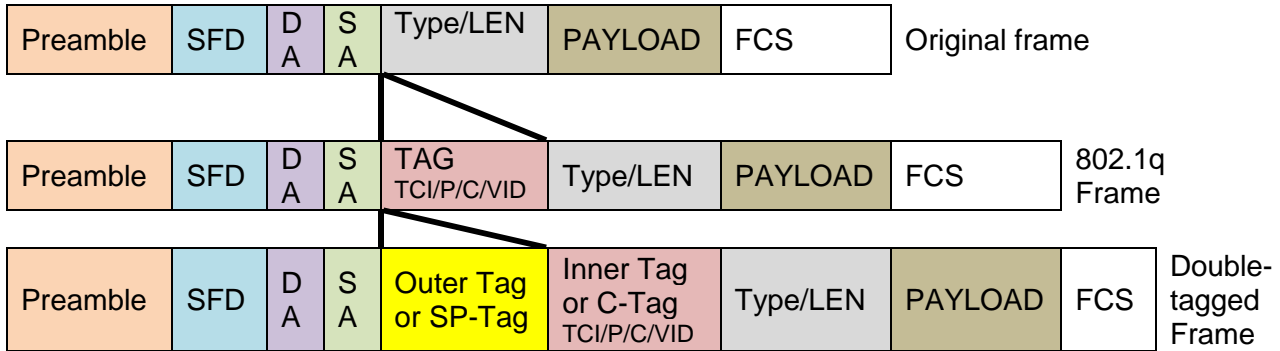 Preamble SFD D A S A Type/LEN PAYLOAD FCS Original frame
Preamble SFD D A S A TAG TCI/P/C/VID Type/LEN PAYLOAD FCS 802.1q Frame
Preamble SFD D A S A Outer Tag or SP-Tag Inner Tag or C-Tag TCI/P/C/VID Type/LEN PAYLOAD FCS Double-tagged Frame